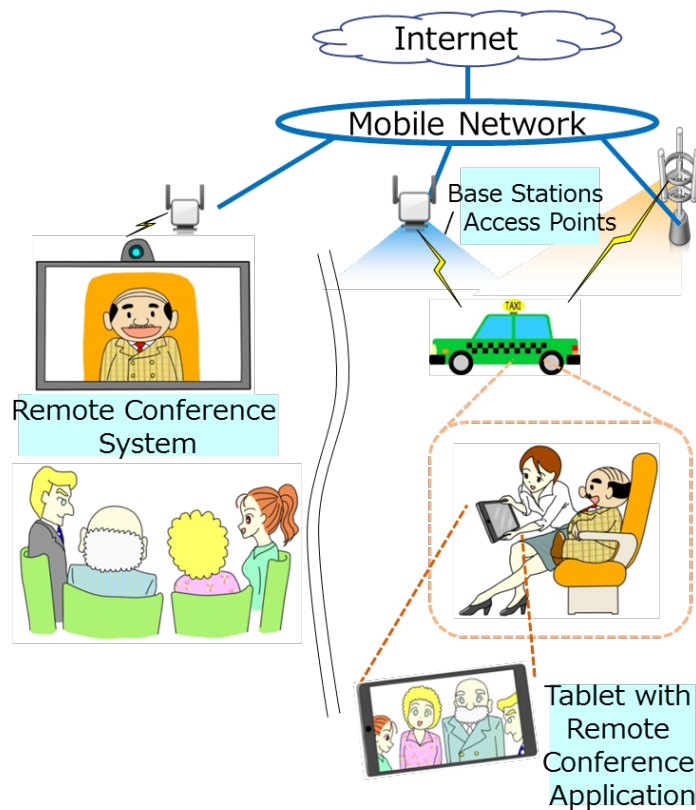 Internet
Mobile Network
Base Stations
/ Access Points
TAXI
Remote Conference
System
Tablet with
Remote
Conference
Application